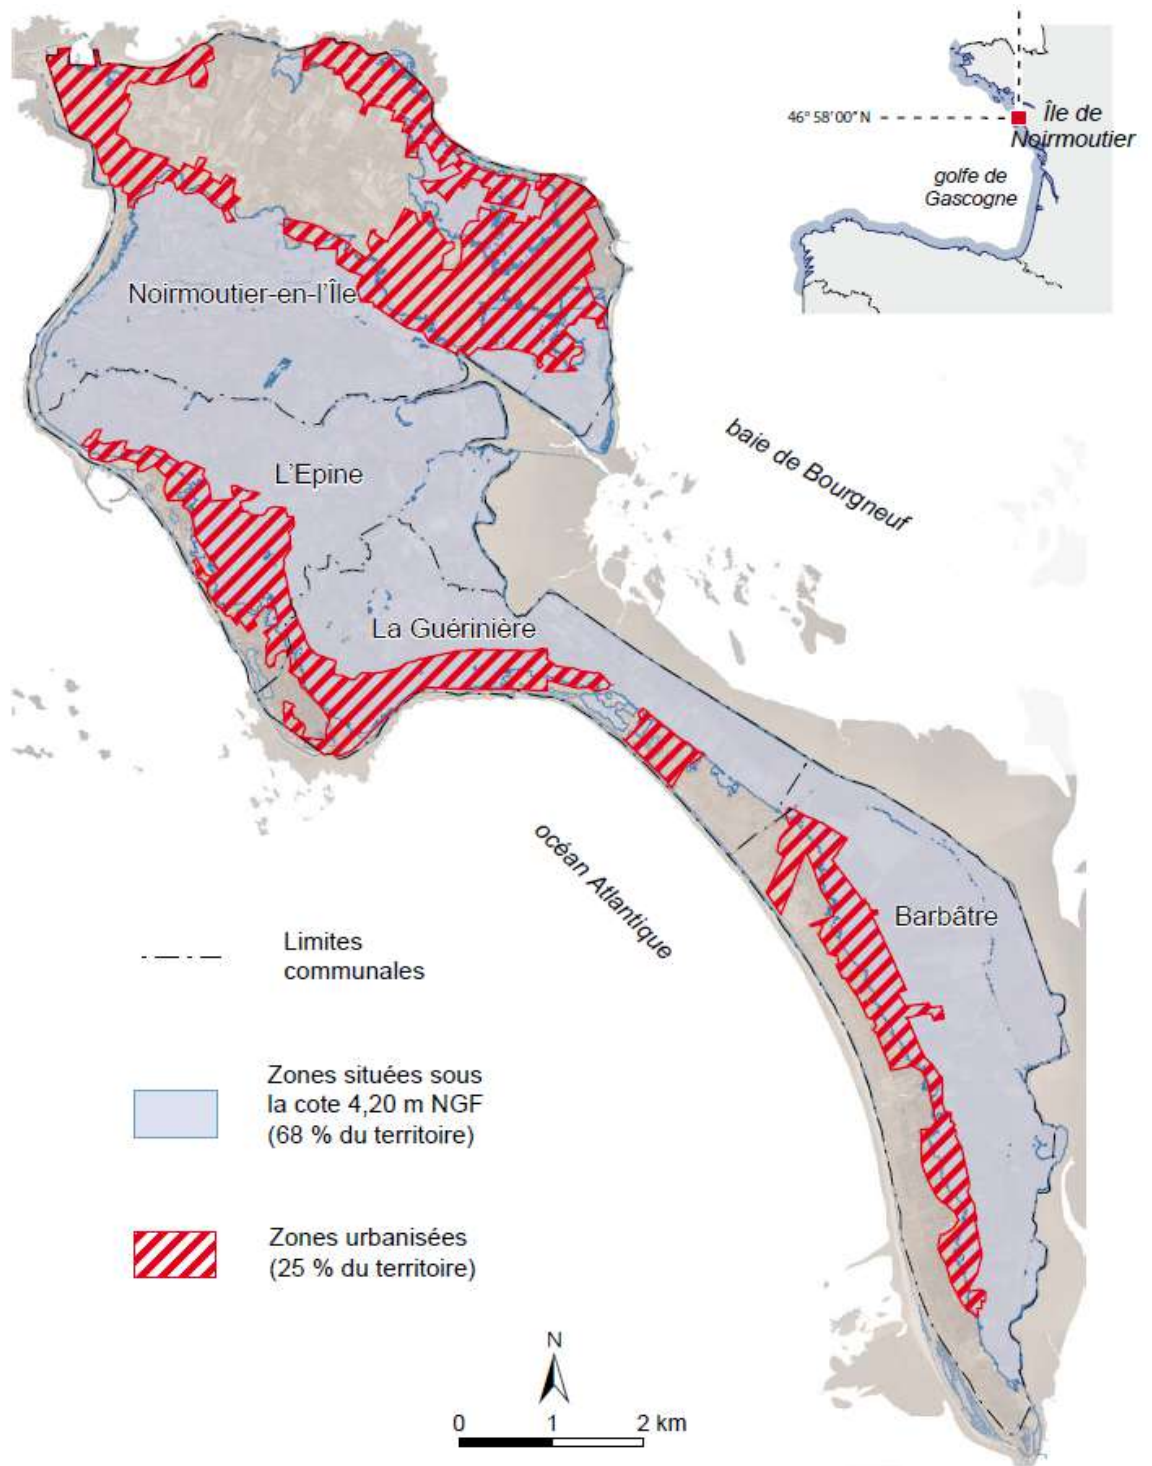 46° 58' 00'' N
Île de
Noirmoutier
golfe de
Gascogne
Noirmoutier-en-l'Île
baie de Bourgneuf
L'Epine
La Guérinière
océan Atlantique
Barbâtre
Limites
communales
Zones situées sous
la cote 4,20 m NGF
(68 % du territoire)
Zones urbanisées
(25 % du territoire)
N
0 1 2 km